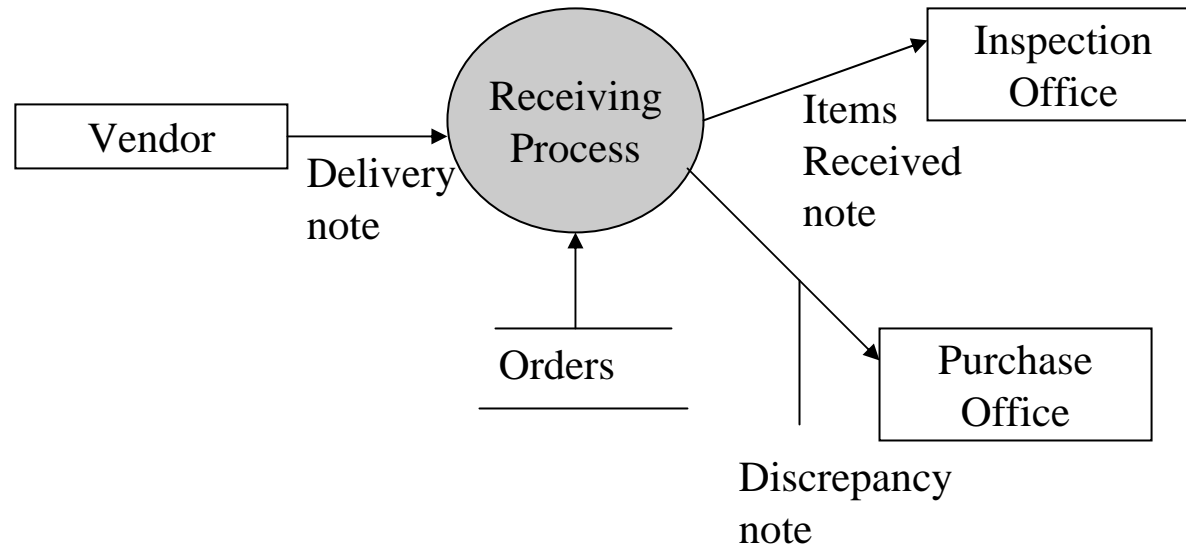 Vendor
Delivery
note
Receiving
Process
Items
Received
note
Inspection
Office
Orders
Purchase
Office
Discrepancy
note